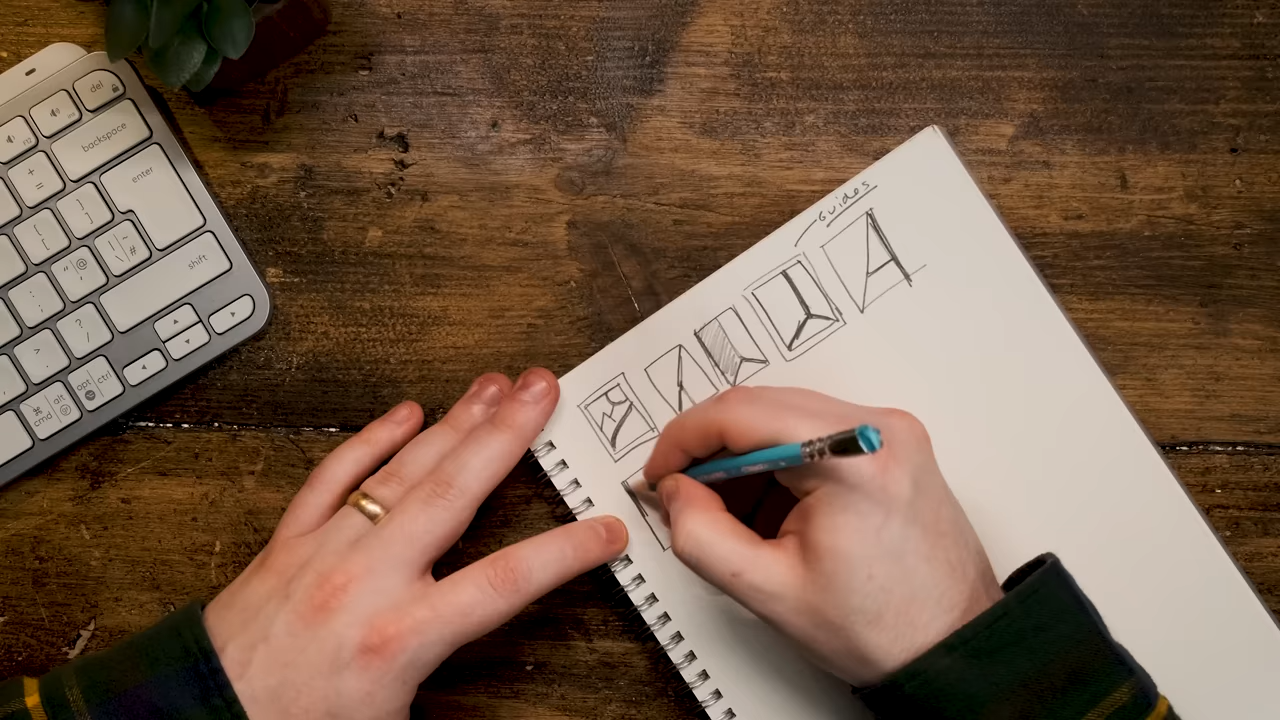 Guides
A
del
backspace
+ =
enter
} ]
{ [
| \ ~ #
" ' @
shift
: ;
? /
>
opt ctrl
cmd alt